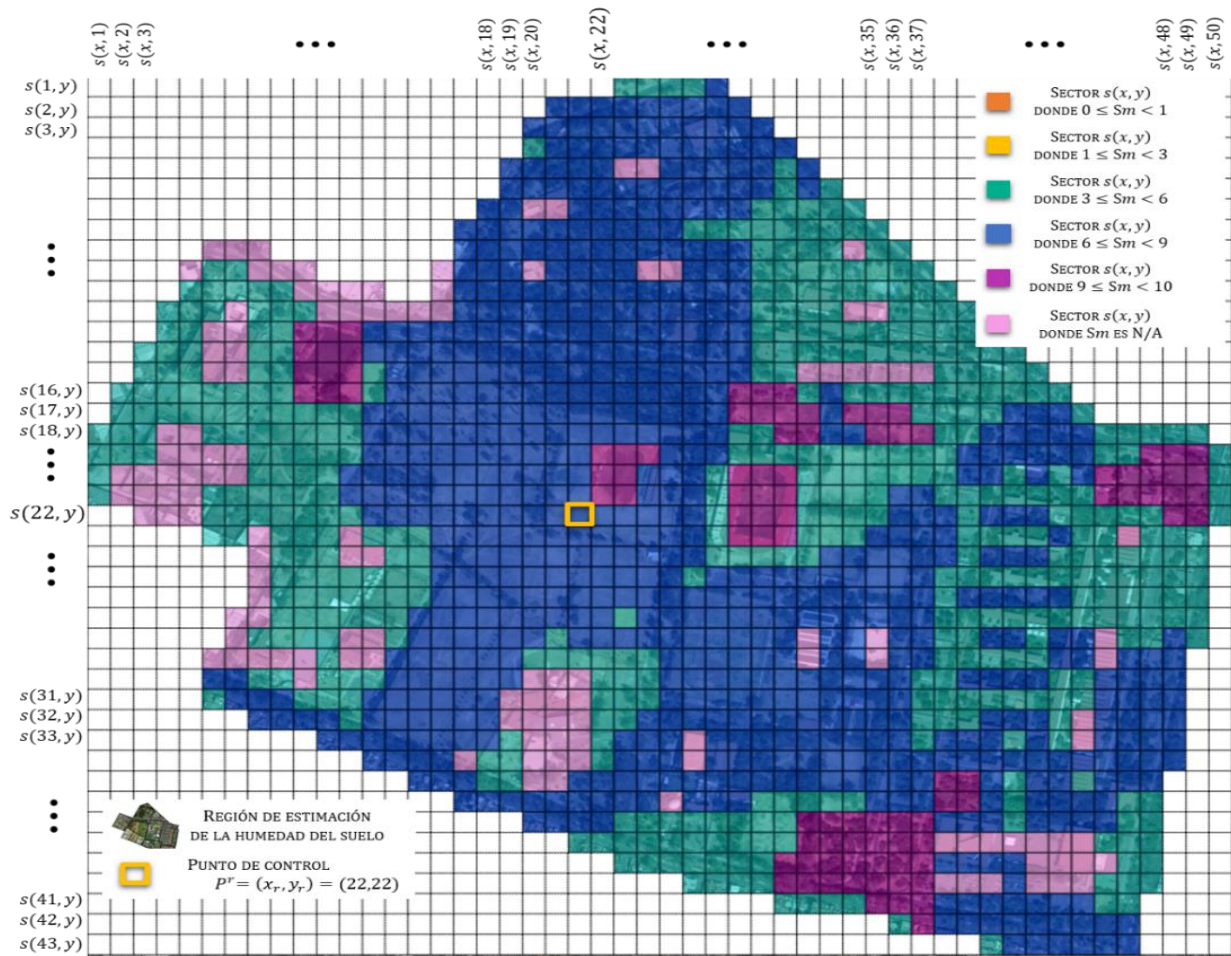 s(x, 1)
s(x, 2)
s(x, 3)
• • •
s(x, 18)
s(x, 19)
s(x, 20)
s(x, 22)
• • •
s(x, 35)
s(x, 36)
s(x, 37)
• • •
s(x, 48)
s(x, 49)
s(x, 50)
s(1, y)
s(2, y)
s(3, y)
s(16, y)
s(17, y)
s(18, y)
s(22, y)
s(31, y)
s(32, y)
s(33, y)
s(41, y)
s(42, y)
s(43, y)
SECTOR s(x, y)
DONDE 0 ≤ Sm < 1
SECTOR s(x, y)
DONDE 1 ≤ Sm < 3
SECTOR s(x, y)
DONDE 3 ≤ Sm < 6
SECTOR s(x, y)
DONDE 6 ≤ Sm < 9
SECTOR s(x, y)
DONDE 9 ≤ Sm < 10
SECTOR s(x, y)
DONDE Sm ES N/A
REGIÓN DE ESTIMACIÓN
DE LA HUMEDAD DEL SUELO
PUNTO DE CONTROL
Pʳ = (xᵣ, yᵣ) = (22,22)